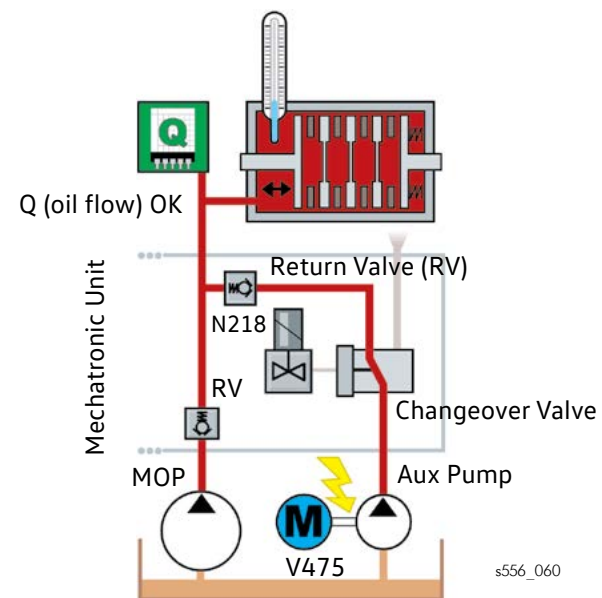 Q
Q (oil flow) OK
Mechatronic Unit
Return Valve (RV)
N218
RV
Changeover Valve
MOP
Aux Pump
M
V475
s556_060